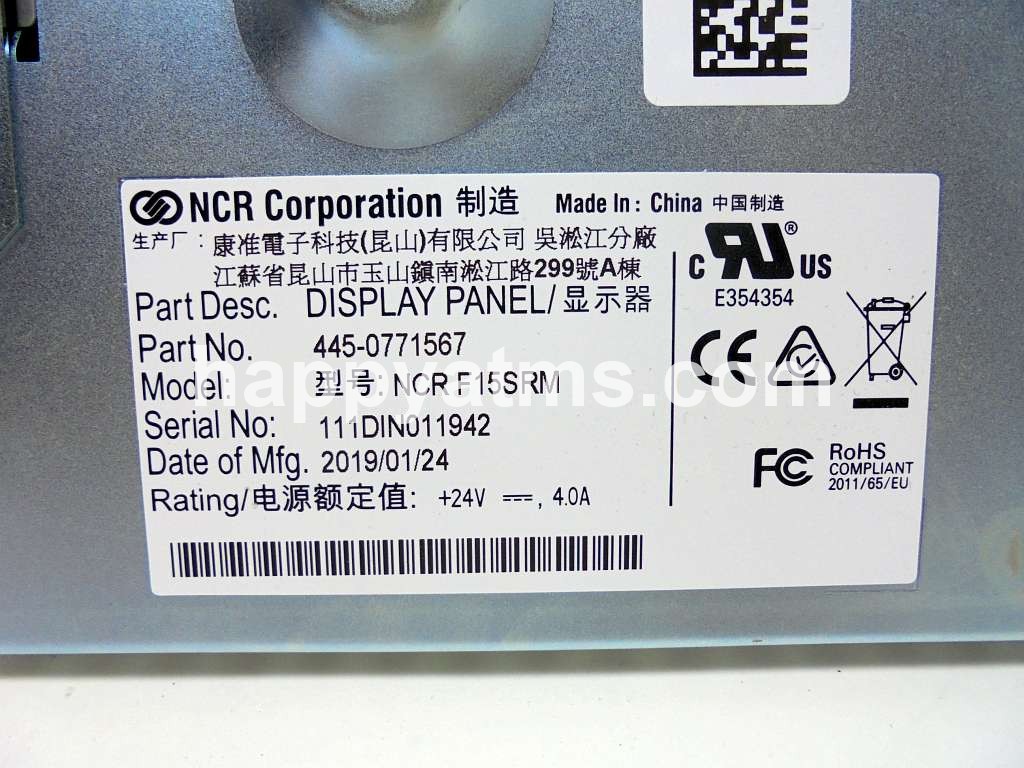 NCR Corporation 制造 Made In: China 中国制造
生产厂: 康准電子科技(昆山)有限公司 吳淞江分廠
江蘇省昆山市玉山鎮南淞江路299號A棟
Part Desc. DISPLAY PANEL/显示器
Part No. 445-0771567
Model: 型号: NCR F15SRM
Serial No: 111DIN011942
Date of Mfg. 2019/01/24
Rating/电源额定值: +24V ⎓, 4.0A
C RU® US
E354354
CE
FC
RoHS
COMPLIANT
2011/65/EU
happyatms.com